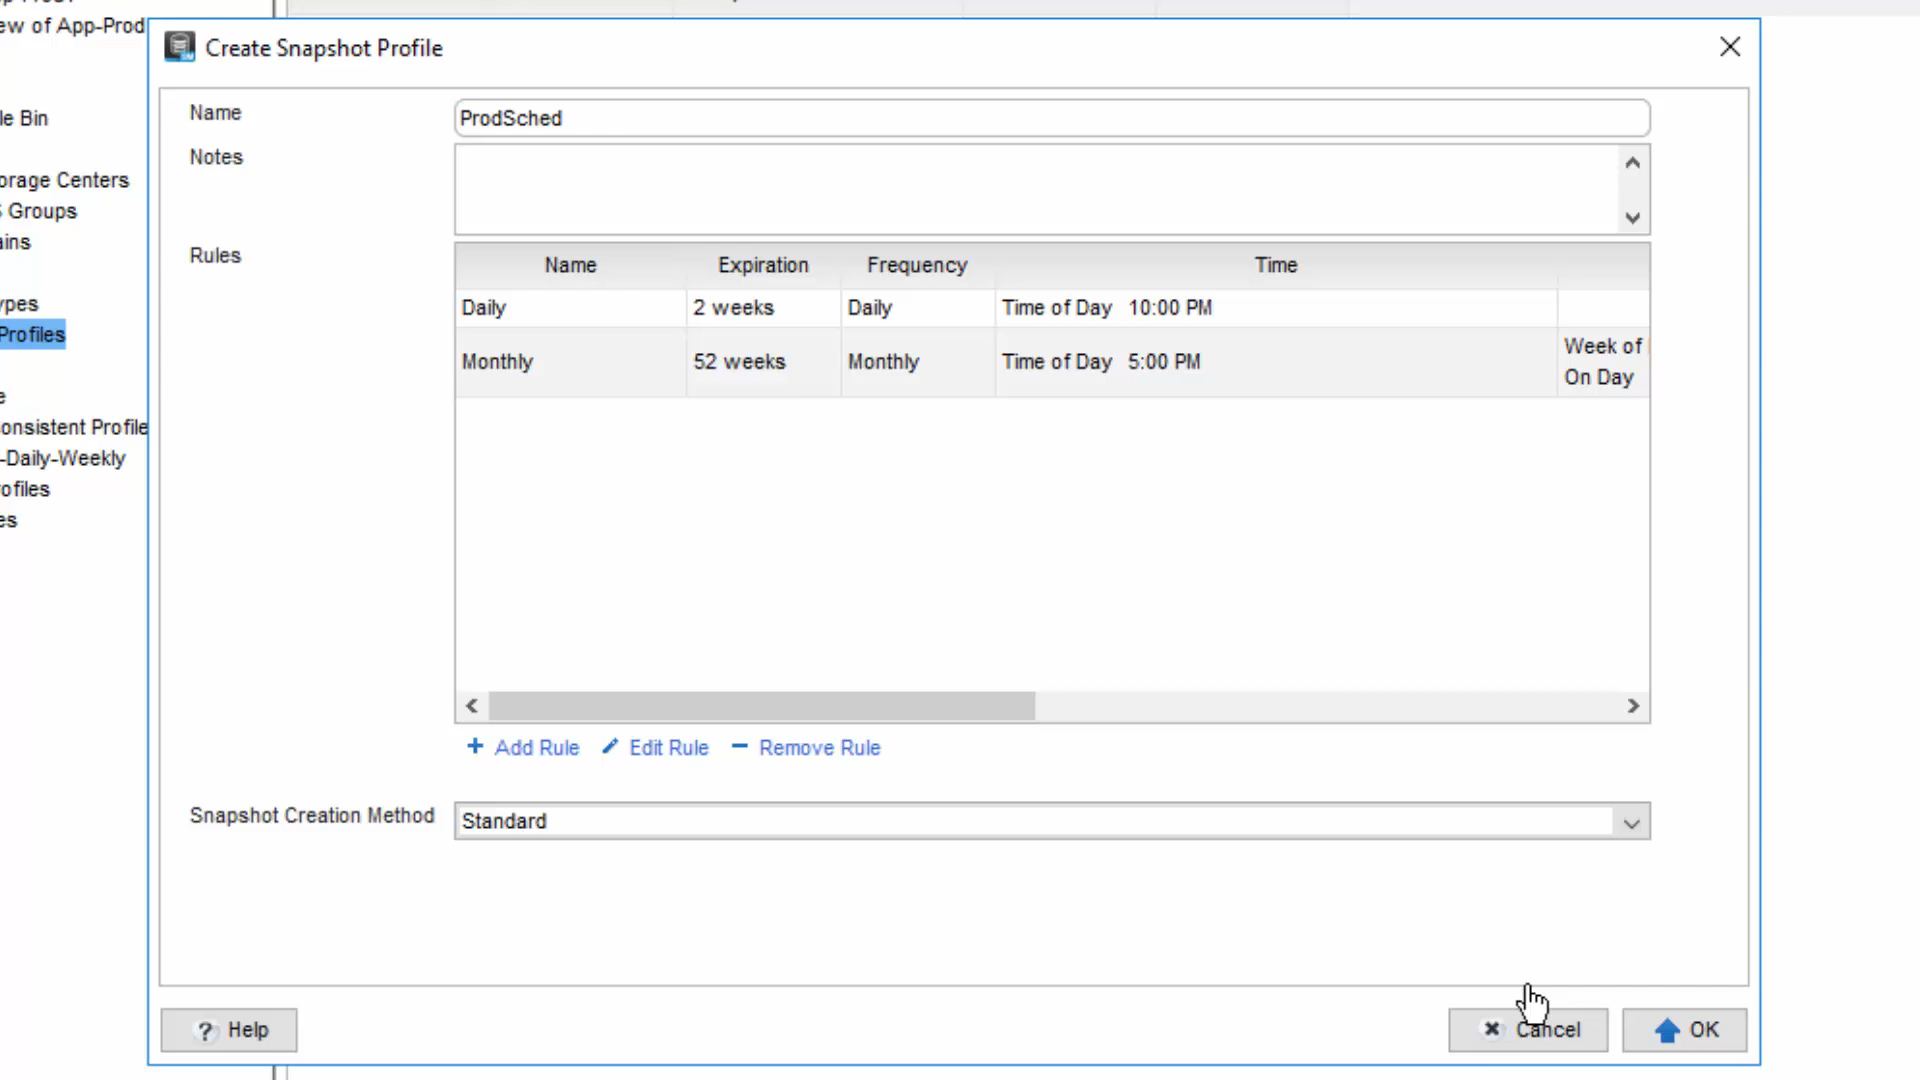 ew of App-Prod
Create Snapshot Profile
Name
ProdSched
le Bin
Notes
orage Centers
Groups
ains
Rules
Name Expiration Frequency Time
Daily 2 weeks Daily Time of Day 10:00 PM
Monthly 52 weeks Monthly Time of Day 5:00 PM Week of
On Day
ypes
Profiles
e
onsistent Profile
-Daily-Weekly
ofiles
es
+ Add Rule Edit Rule − Remove Rule
Snapshot Creation Method Standard
? Help
Cancel
OK